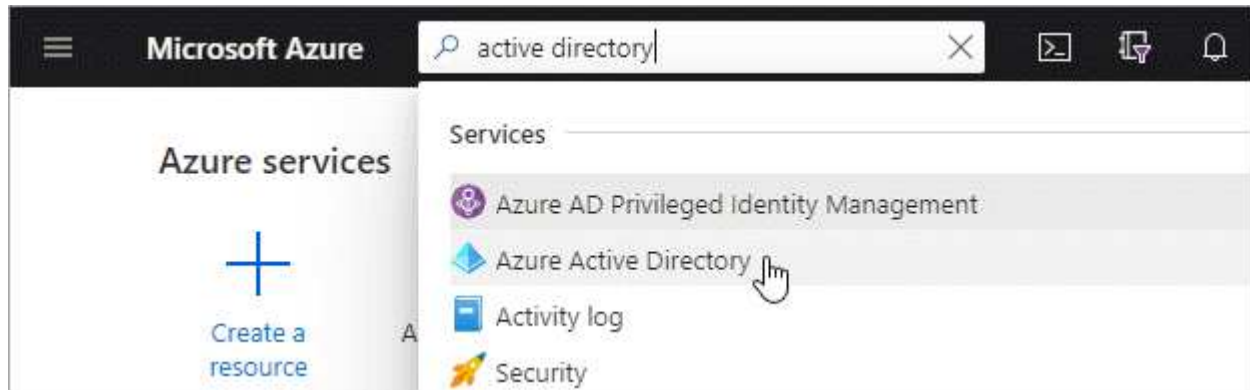 Microsoft Azure
active directory
Azure services
Services
Azure AD Privileged Identity Management
Azure Active Directory
Activity log
Security
Create a
resource
A